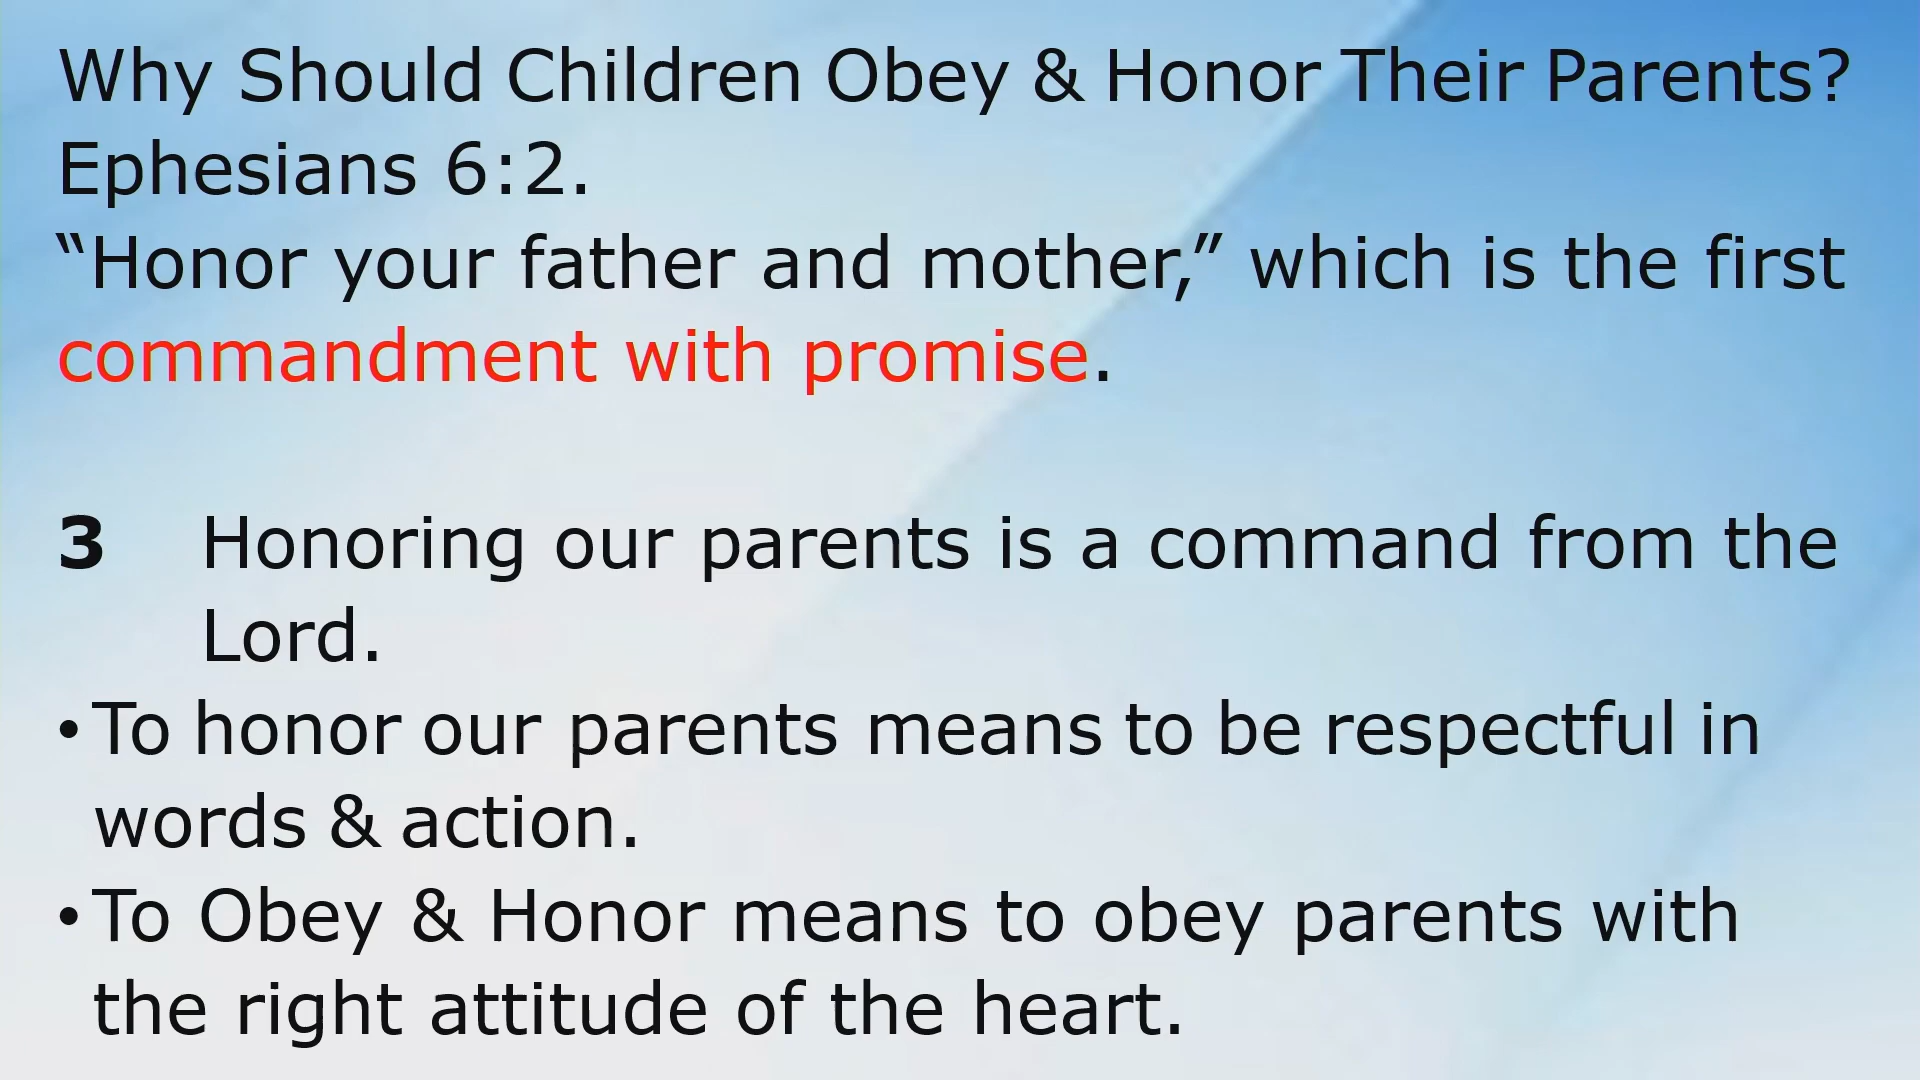 Why Should Children Obey & Honor Their Parents?
Ephesians 6:2.
“Honor your father and mother,” which is the first
commandment with promise.
3 Honoring our parents is a command from the
Lord.
•To honor our parents means to be respectful in
words & action.
•To Obey & Honor means to obey parents with
the right attitude of the heart.